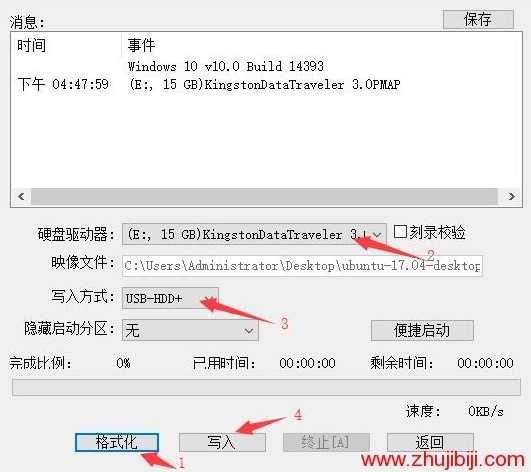 消息：
保存
时间 事件
Windows 10 v10.0 Build 14393
下午 04:47:59 (E:, 15 GB)KingstonDataTraveler 3.0PMAP
硬盘驱动器： (E:, 15 GB)KingstonDataTraveler 3. 刻录校验
2
映像文件： C:\Users\Administrator\Desktop\ubuntu-17.04-desktop
写入方式： USB-HDD+
3
隐藏启动分区： 无 便捷启动
完成比例： 0% 已用时间： 00:00:00 剩余时间： 00:00:00
速度： 0KB/s
4
格式化 写入 终止[A] 返回
1
www.zhujibiji.com